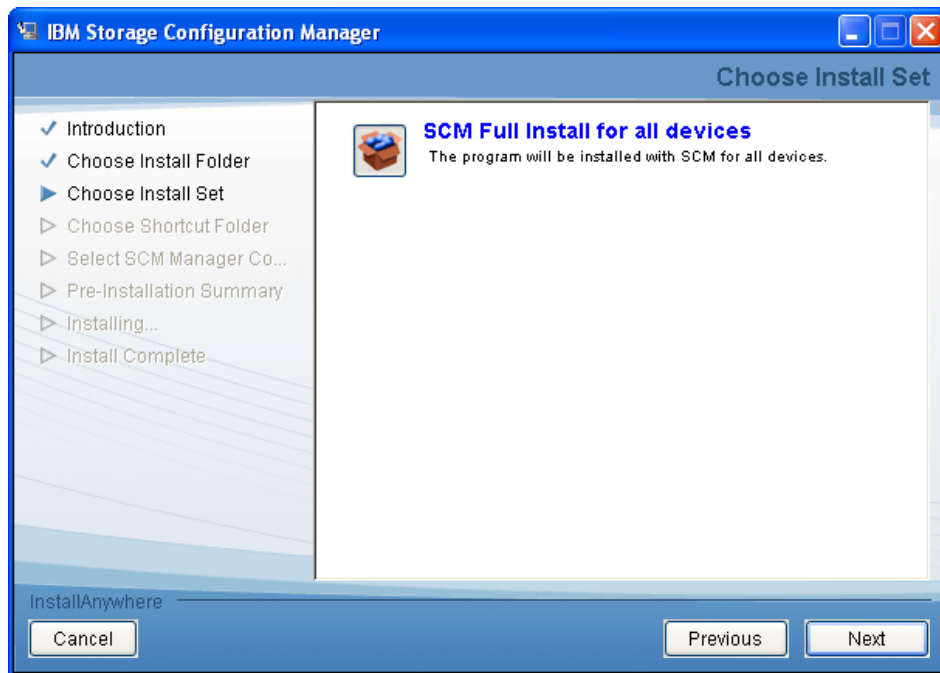 IBM Storage Configuration Manager
Choose Install Set
Introduction
Choose Install Folder
Choose Install Set
Choose Shortcut Folder
Select SCM Manager Co...
Pre-Installation Summary
Installing...
Install Complete
SCM Full Install for all devices
The program will be installed with SCM for all devices.
InstallAnywhere
Cancel
Previous
Next